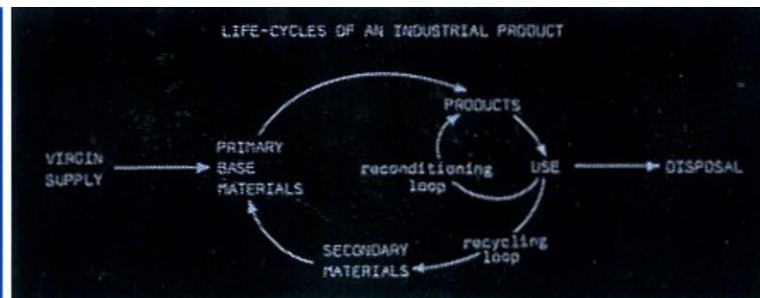 LIFE-CYCLES OF AN INDUSTRIAL PRODUCT
PRODUCTS
VIRGIN
SUPPLY
PRIMARY
BASE
MATERIALS
reconditioning
loop
USE
DISPOSAL
SECONDARY
MATERIALS
recycling
loop